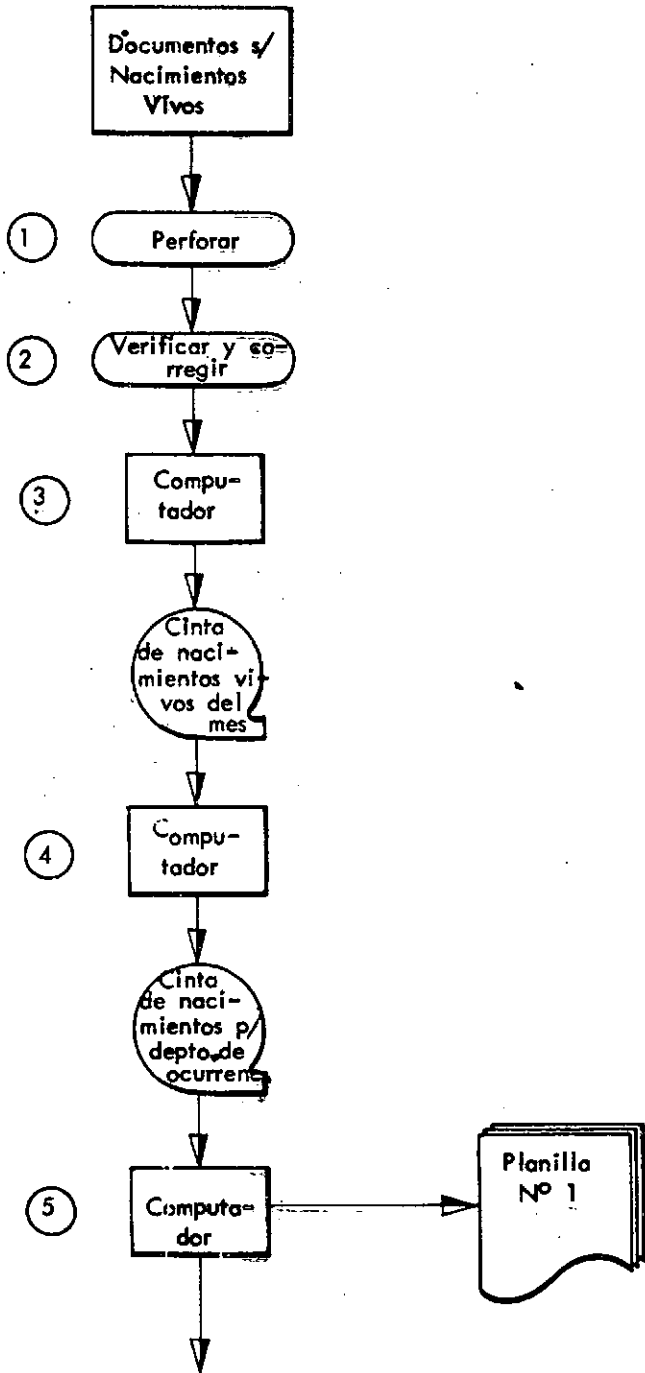 Documentos s/
Nacimientos
Vivos
1
Perforar
2
Verificar y co-
rregir
3
Compu-
tador
Cinta
de naci-
mientos vi-
vos del
mes
4
Compu-
tador
Cinta
de naci-
mientos p/
depto. de
ocurrenc.
5
Computa-
dor
Planilla
Nº 1